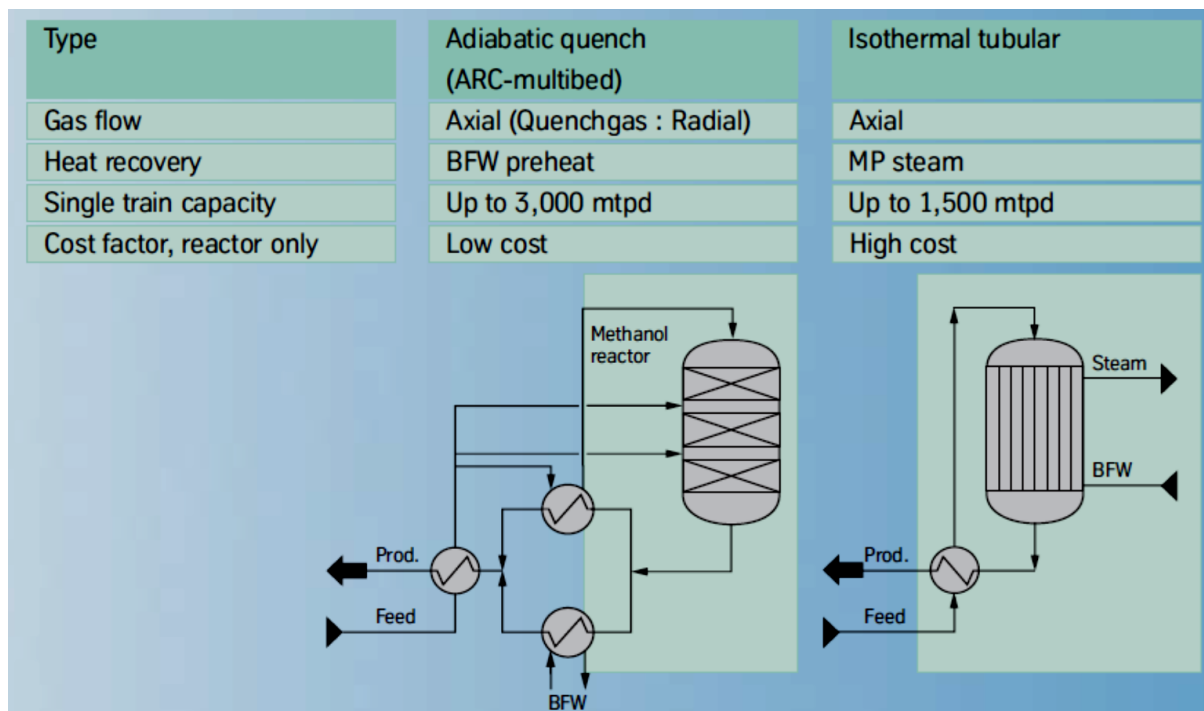 Type
Adiabatic quench
(ARC-multibed)
Isothermal tubular
Gas flow
Axial (Quenchgas : Radial)
Axial
Heat recovery
BFW preheat
MP steam
Single train capacity
Up to 3,000 mtpd
Up to 1,500 mtpd
Cost factor, reactor only
Low cost
High cost
Methanol
reactor
Prod.
Feed
BFW
Steam
BFW
Prod.
Feed